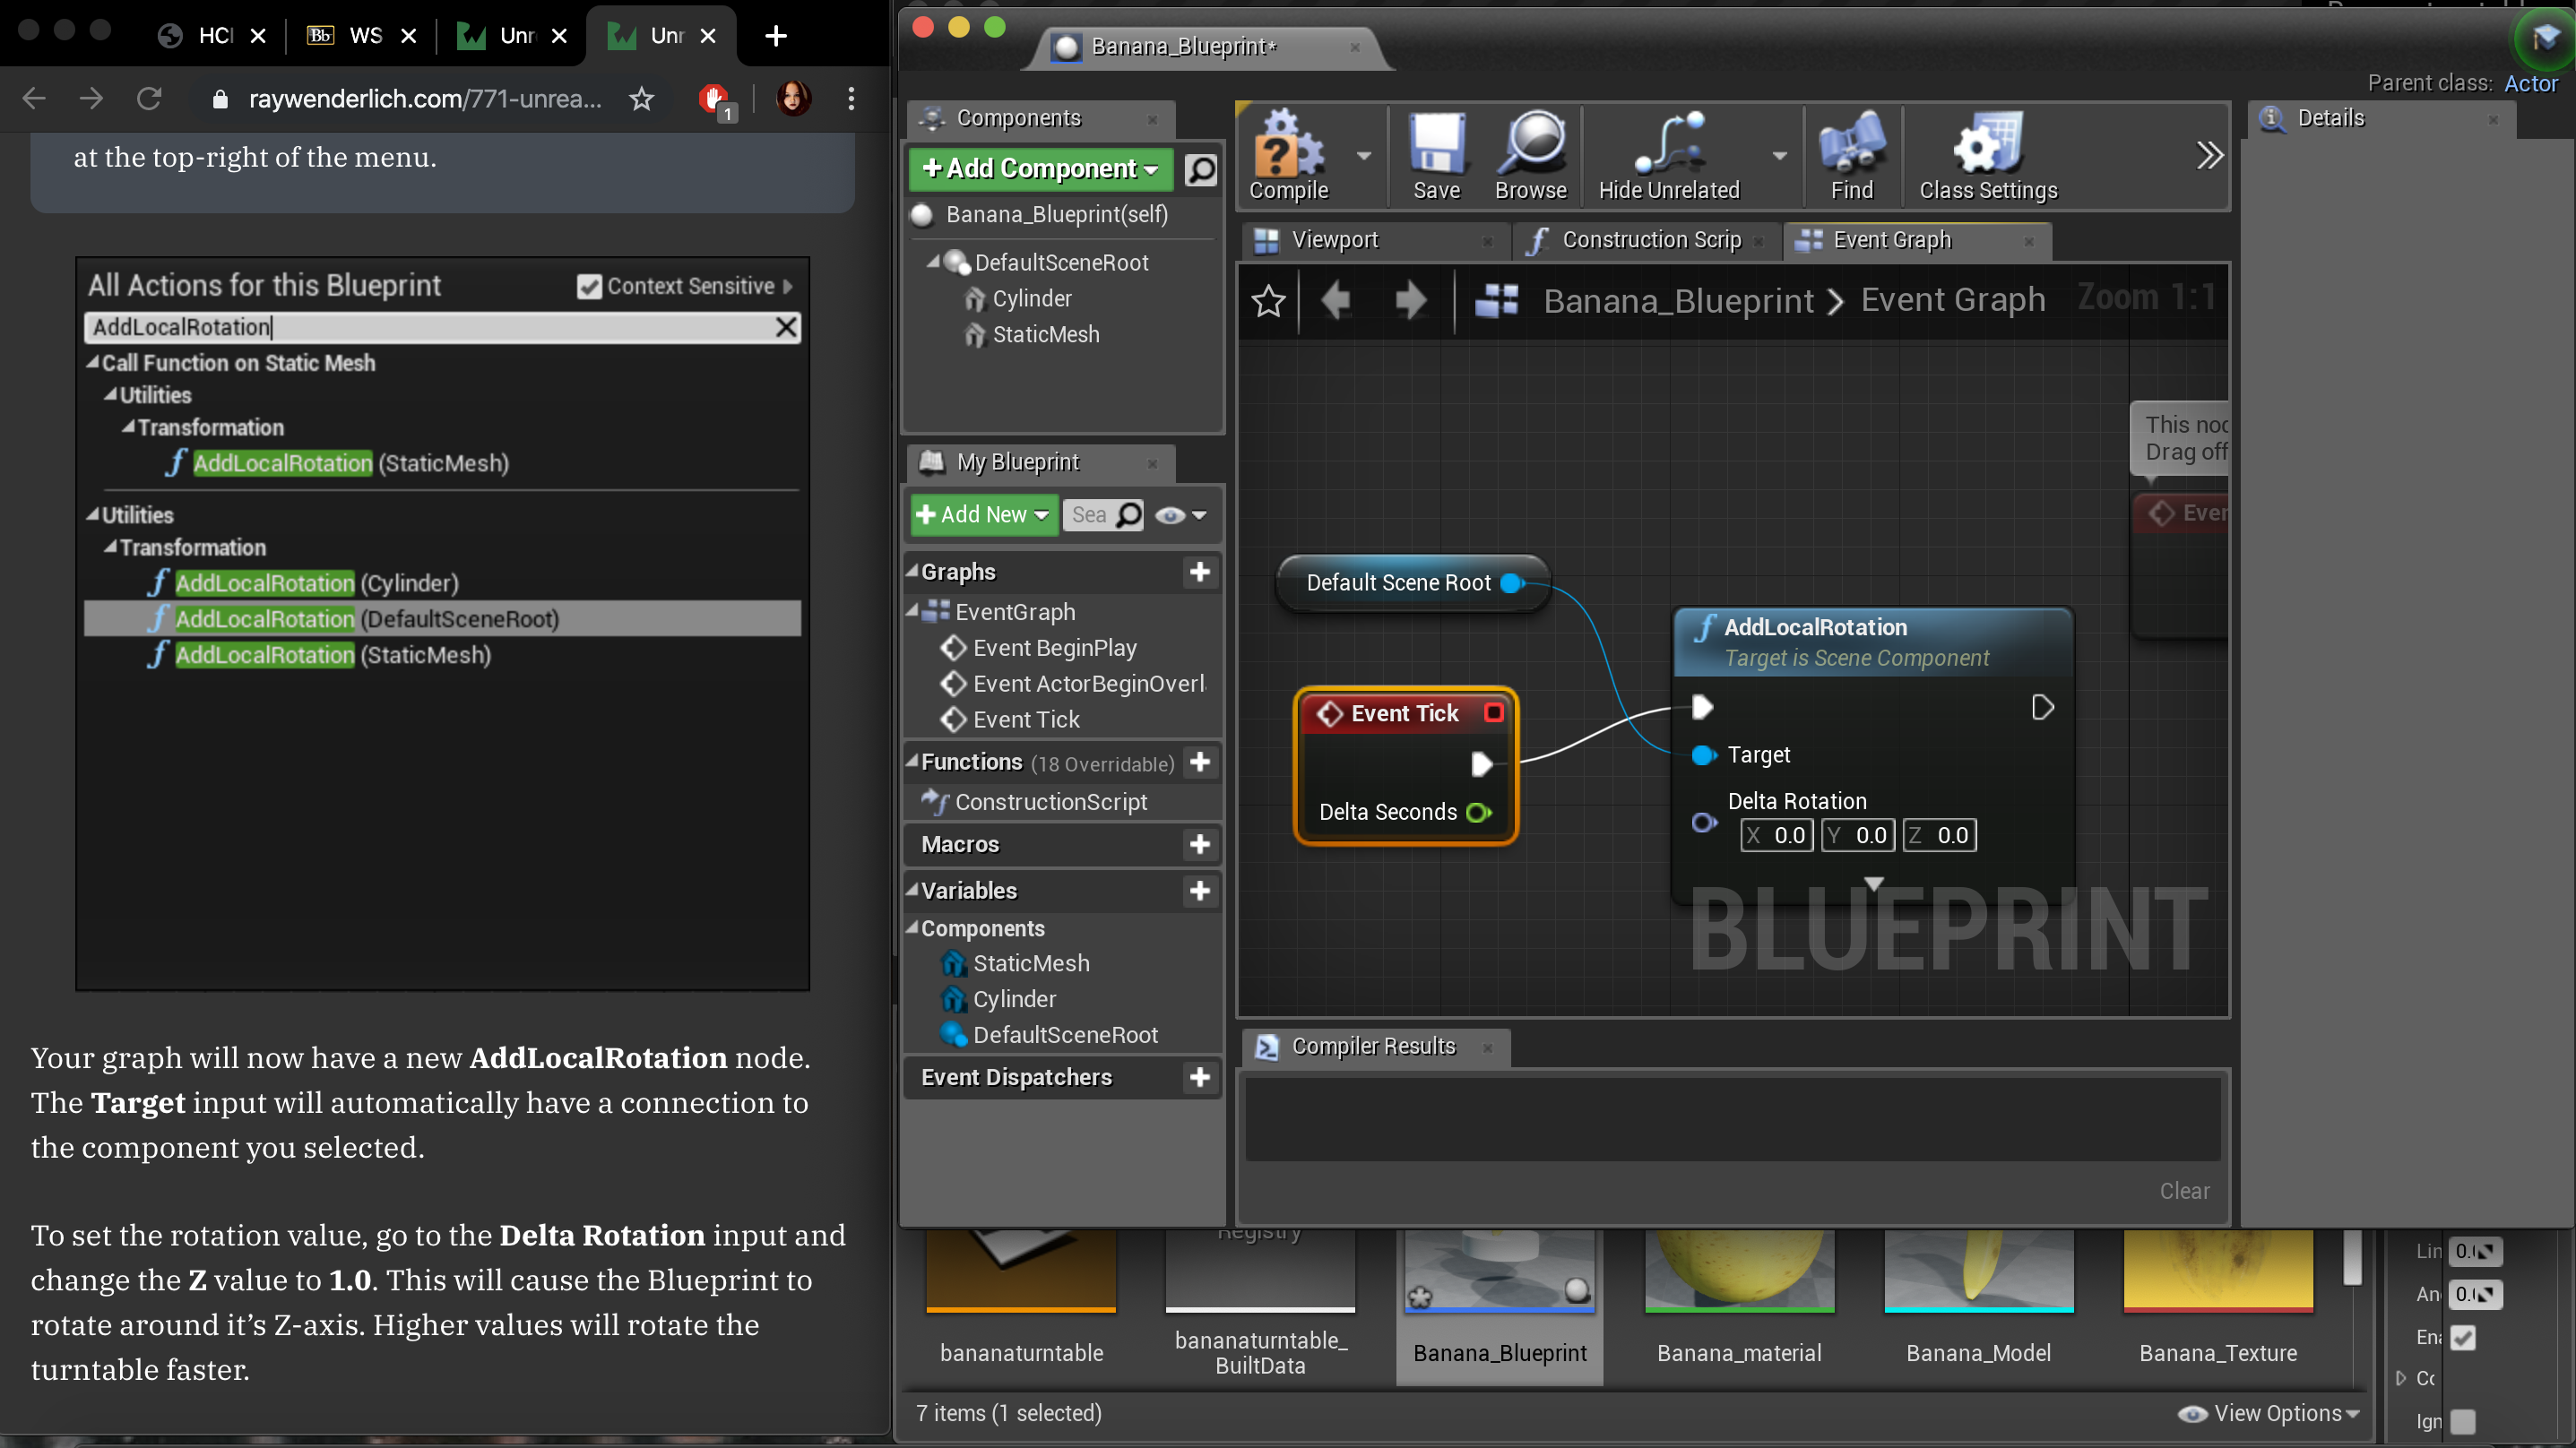 HC
WS
Unr
Unr
raywenderlich.com/771-unrea...
1
at the top-right of the menu.
All Actions for this Blueprint
Context Sensitive
AddLocalRotation
Call Function on Static Mesh
Utilities
Transformation
AddLocalRotation (StaticMesh)
Utilities
Transformation
AddLocalRotation (Cylinder)
AddLocalRotation (DefaultSceneRoot)
AddLocalRotation (StaticMesh)
Your graph will now have a new AddLocalRotation node.
The Target input will automatically have a connection to
the component you selected.
To set the rotation value, go to the Delta Rotation input and
change the Z value to 1.0. This will cause the Blueprint to
rotate around it’s Z-axis. Higher values will rotate the
turntable faster.
Banana_Blueprint*
Parent class: Actor
Components
+Add Component
Banana_Blueprint(self)
DefaultSceneRoot
Cylinder
StaticMesh
My Blueprint
+ Add New
Sea
Graphs
EventGraph
Event BeginPlay
Event ActorBeginOverl
Event Tick
Functions (18 Overridable)
ConstructionScript
Macros
Variables
Components
StaticMesh
Cylinder
DefaultSceneRoot
Event Dispatchers
Compile
Save
Browse
Hide Unrelated
Find
Class Settings
Details
Viewport
Construction Scrip
Event Graph
Banana_Blueprint > Event Graph
Zoom 1:1
This noc
Drag off
Ever
Default Scene Root
Event Tick
Delta Seconds
AddLocalRotation
Target is Scene Component
Target
Delta Rotation
X 0.0 Y 0.0 Z 0.0
BLUEPRINT
Compiler Results
Clear
Registry
bananaturntable
bananaturntable_
BuiltData
Banana_Blueprint
Banana_material
Banana_Model
Banana_Texture
7 items (1 selected)
View Options
Lin
An
Ena
Co
Ign